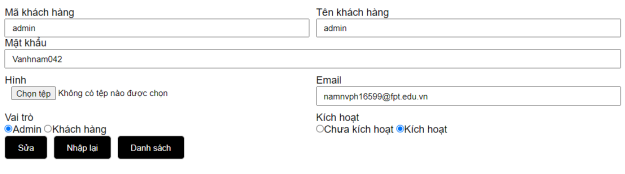 Mã khách hàng Tên khách hàng
admin admin
Mật khẩu
Vanhnam042
Hình Email
Chọn tệp Không có tệp nào được chọn namnvph16599@fpt.edu.vn
Vai trò Kích hoạt
Admin Khách hàng Chưa kích hoạt Kích hoạt
Sửa Nhập lại Danh sách